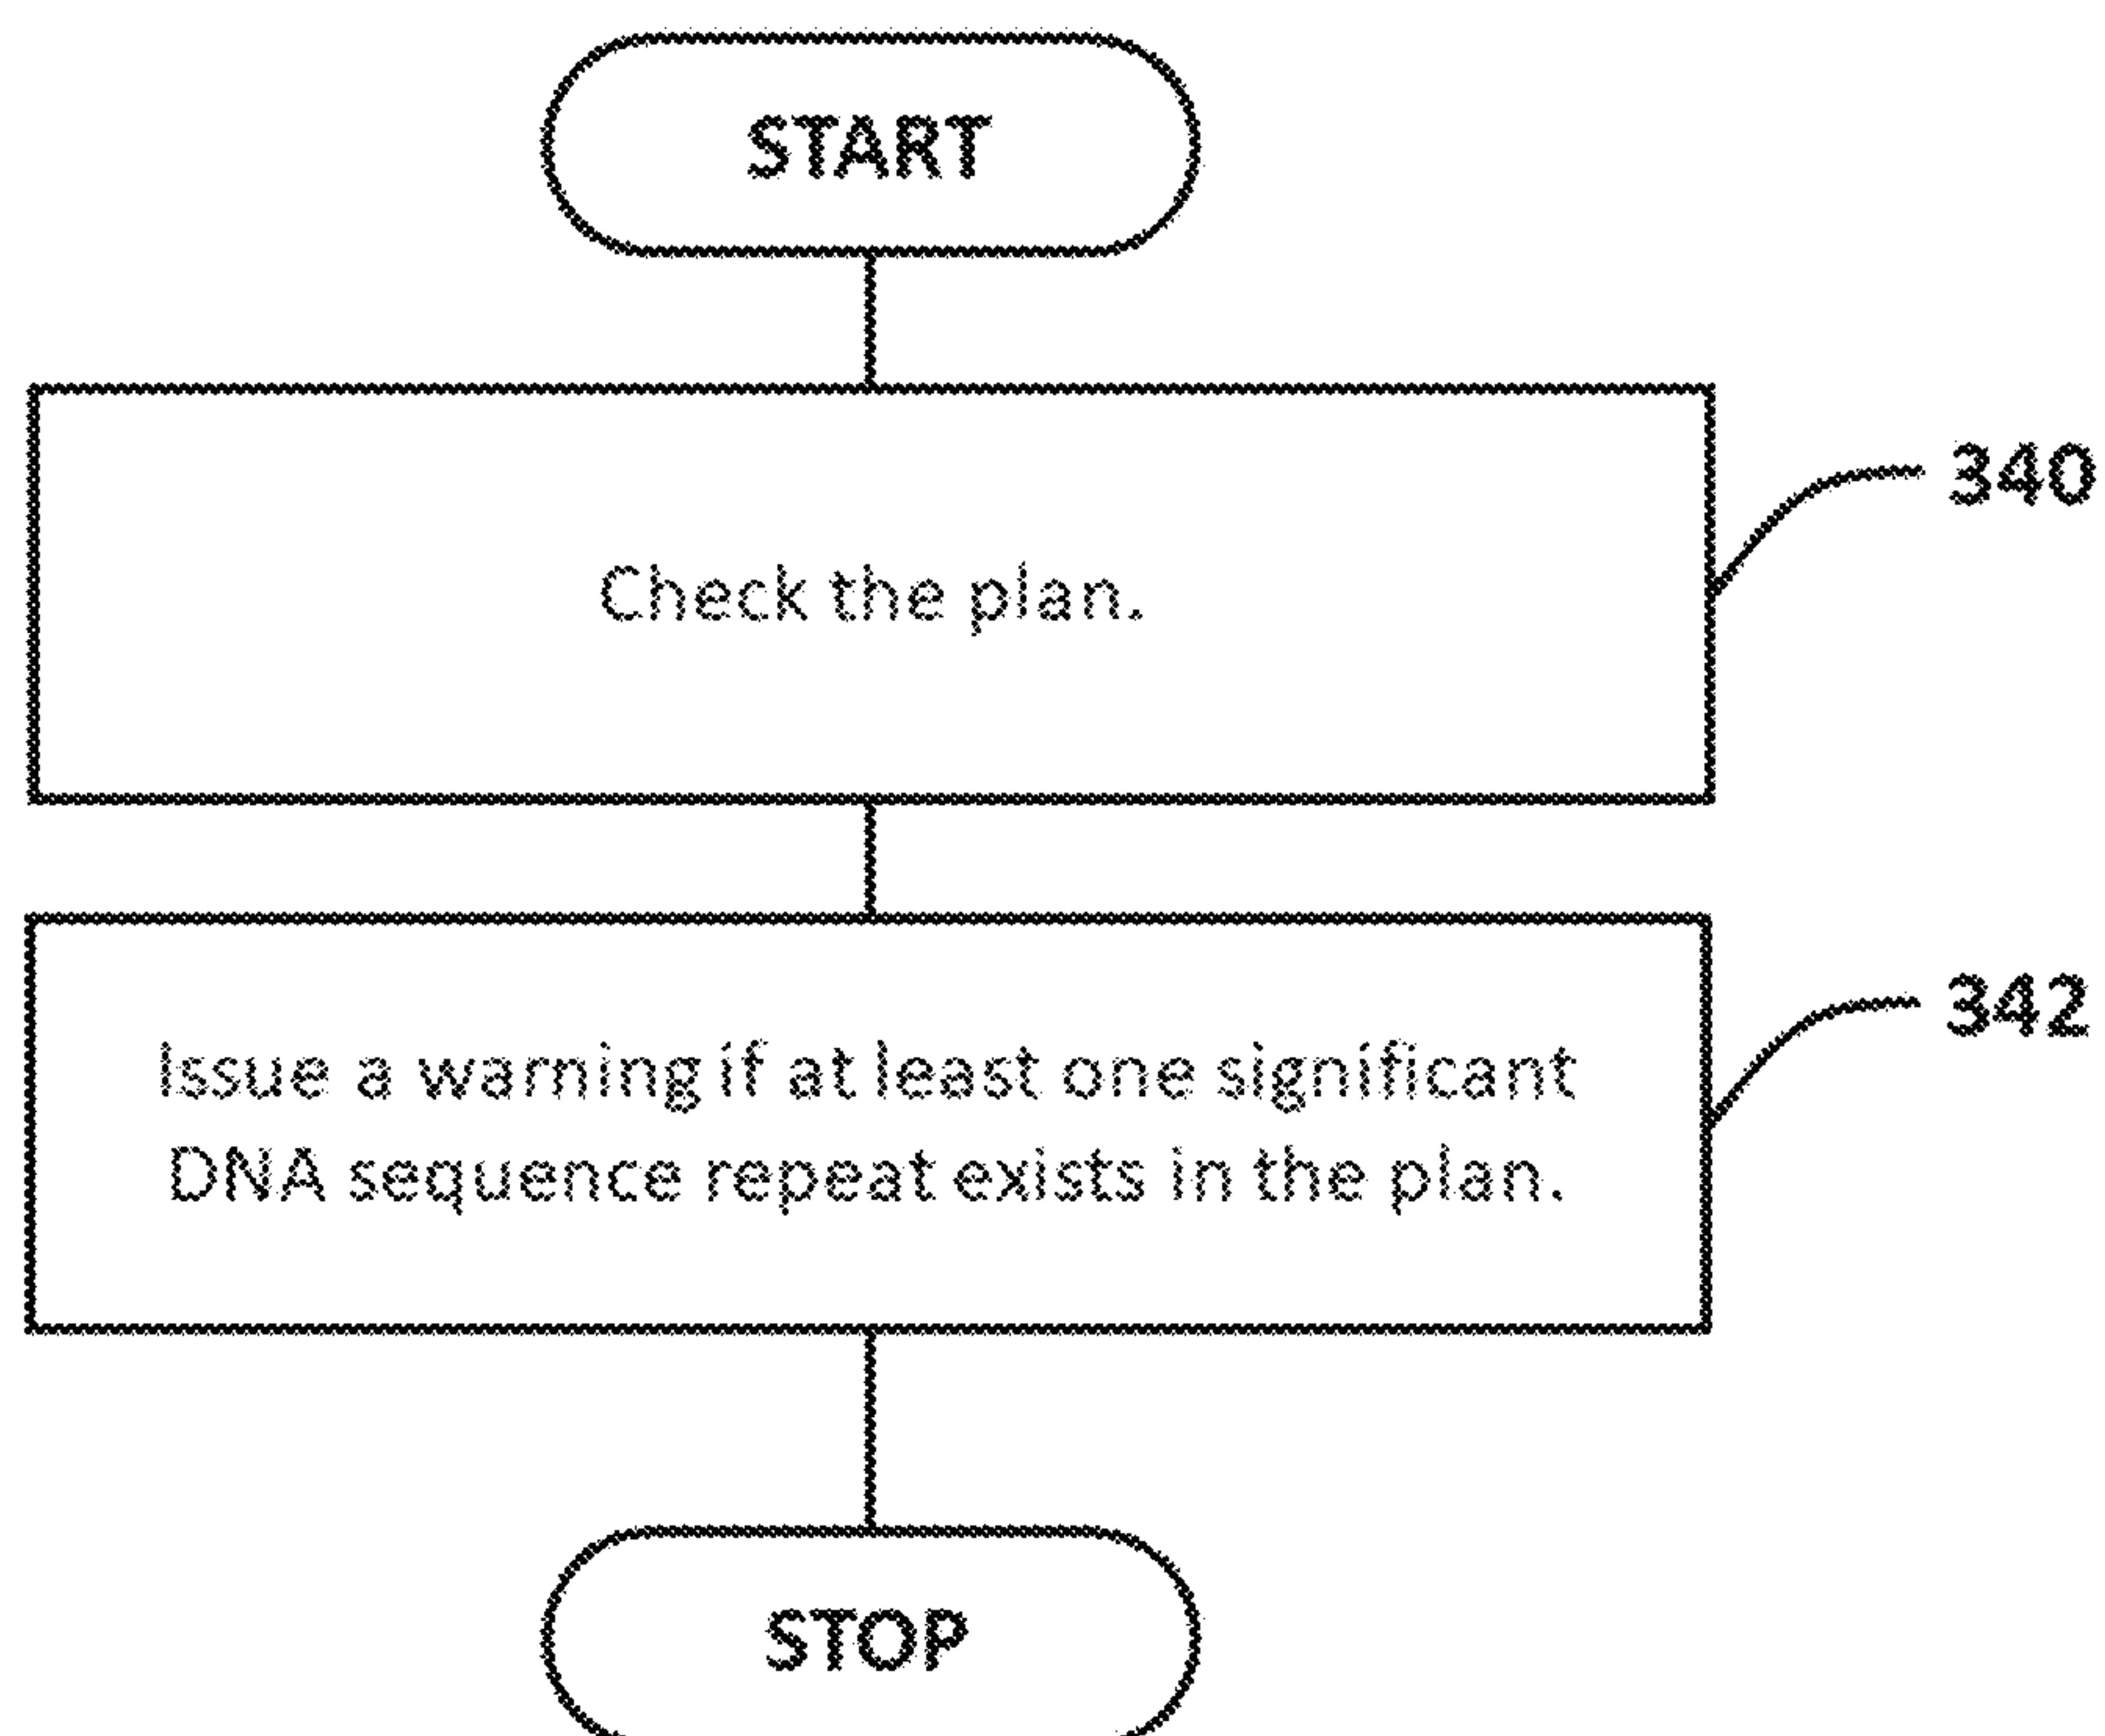 START
340
Check the plan.
342
Issue a warning if at least one significant
DNA sequence repeat exists in the plan.
STOP